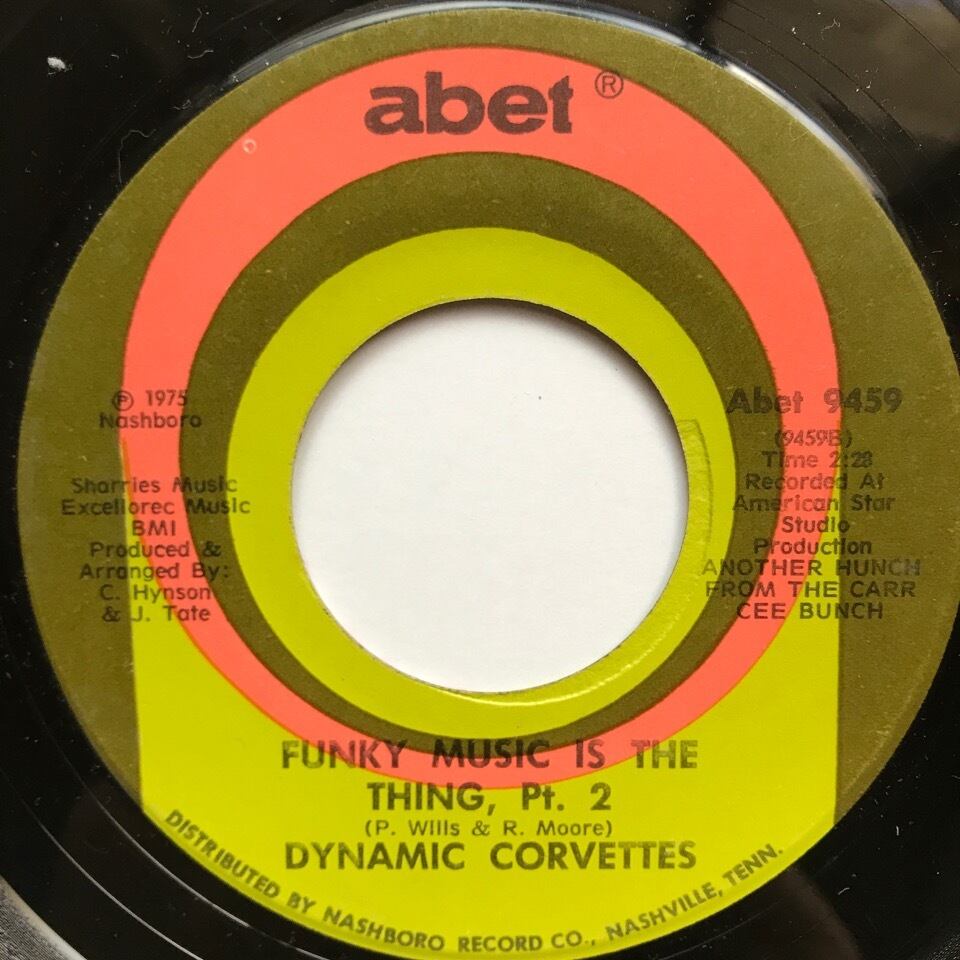 abet ®
℗ 1975
Nashboro
Sharries Music
Excellorec Music
BMI
Produced &
Arranged By:
C. Hynson
& J. Tate
Abet 9459
(9459B)
Time 2:28
Recorded At
American Star
Studio
Production
ANOTHER HUNCH
FROM THE CARR
CEE BUNCH
FUNKY MUSIC IS THE
THING, Pt. 2
(P. Wills & R. Moore)
DYNAMIC CORVETTES
DISTRIBUTED BY NASHBORO RECORD CO., NASHVILLE, TENN.